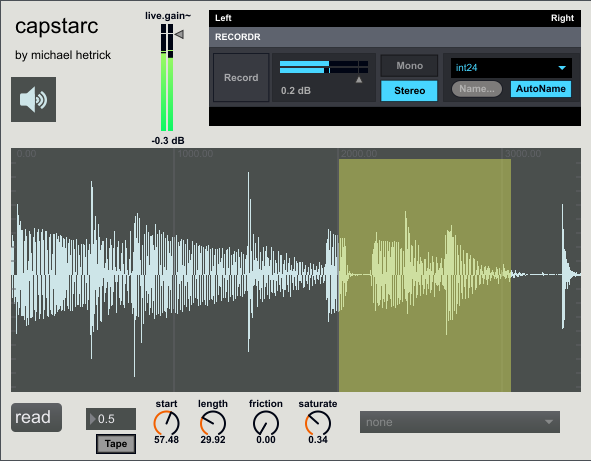 capstarc
by michael hetrick
live.gain~
-0.3 dB
Left Right
RECORDR
Record
0.2 dB
Mono
Stereo
int24
Name... AutoName
0.00 1000.00 2000.00 3000.00
read
0.5
Tape
start length friction saturate
57.48 29.92 0.00 0.34
none